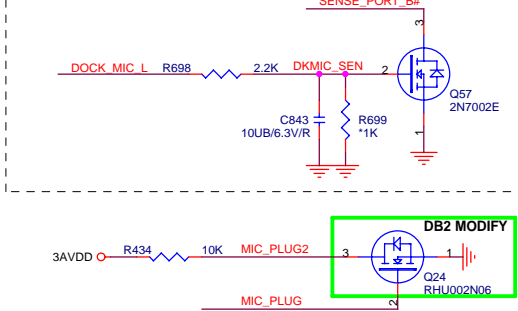 SENSE_PORT_B#
3
DOCK_MIC_L R698 2.2K DKMIC_SEN 2
Q57
2N7002E
C843
10UB/6.3V/R
R699
*1K
1
DB2 MODIFY
3AVDD R434 10K MIC_PLUG2 3 1
Q24
RHU002N06
MIC_PLUG 2